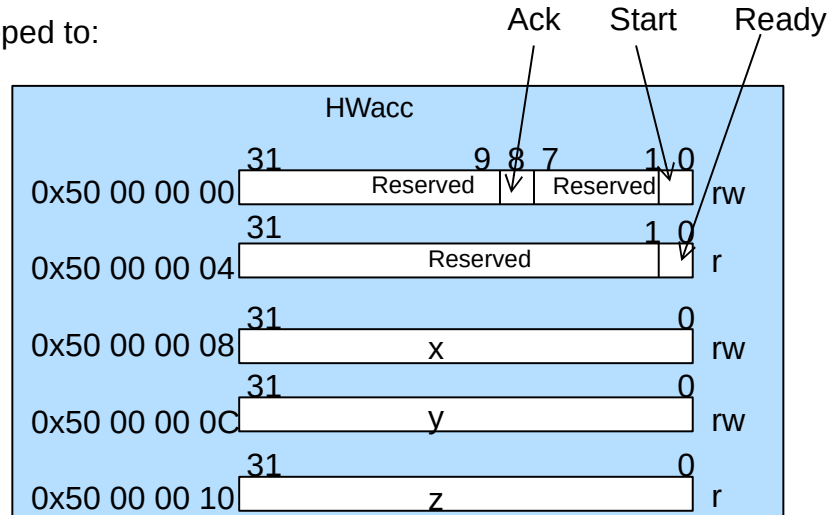 Ack Start Ready
ped to:
HWacc
31 9 8 7 1 0
0x50 00 00 00 Reserved Reserved rw
31 1 0
0x50 00 00 04 Reserved r
31 0
0x50 00 00 08 x rw
31 0
0x50 00 00 0C y rw
31 0
0x50 00 00 10 z r